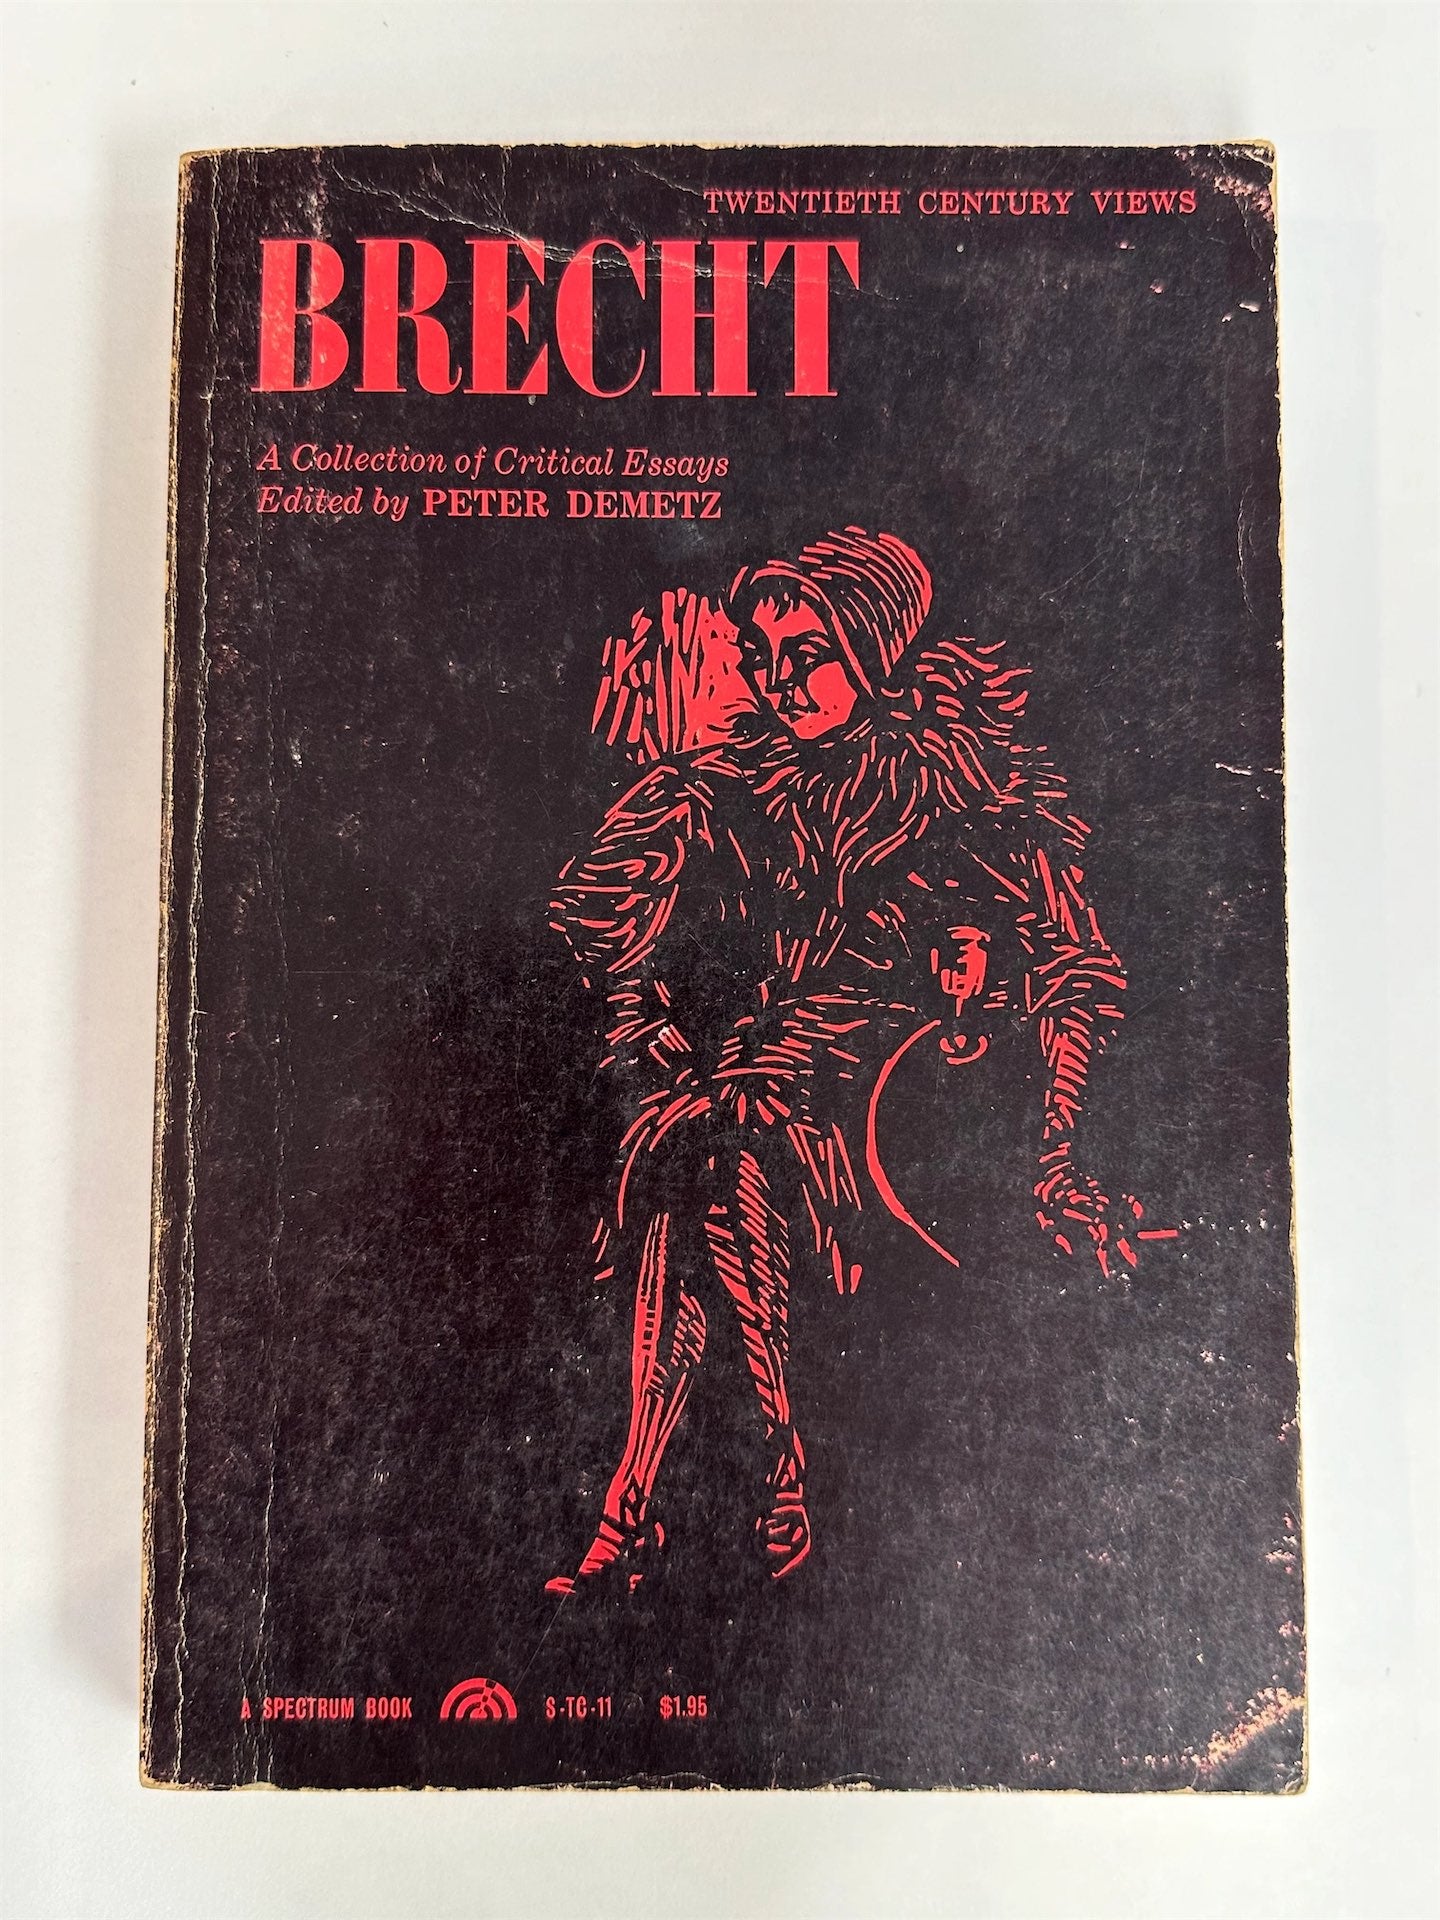 TWENTIETH CENTURY VIEWS
BRECHT
A Collection of Critical Essays
Edited by PETER DEMETZ
A SPECTRUM BOOK S-TC-11 $1.95